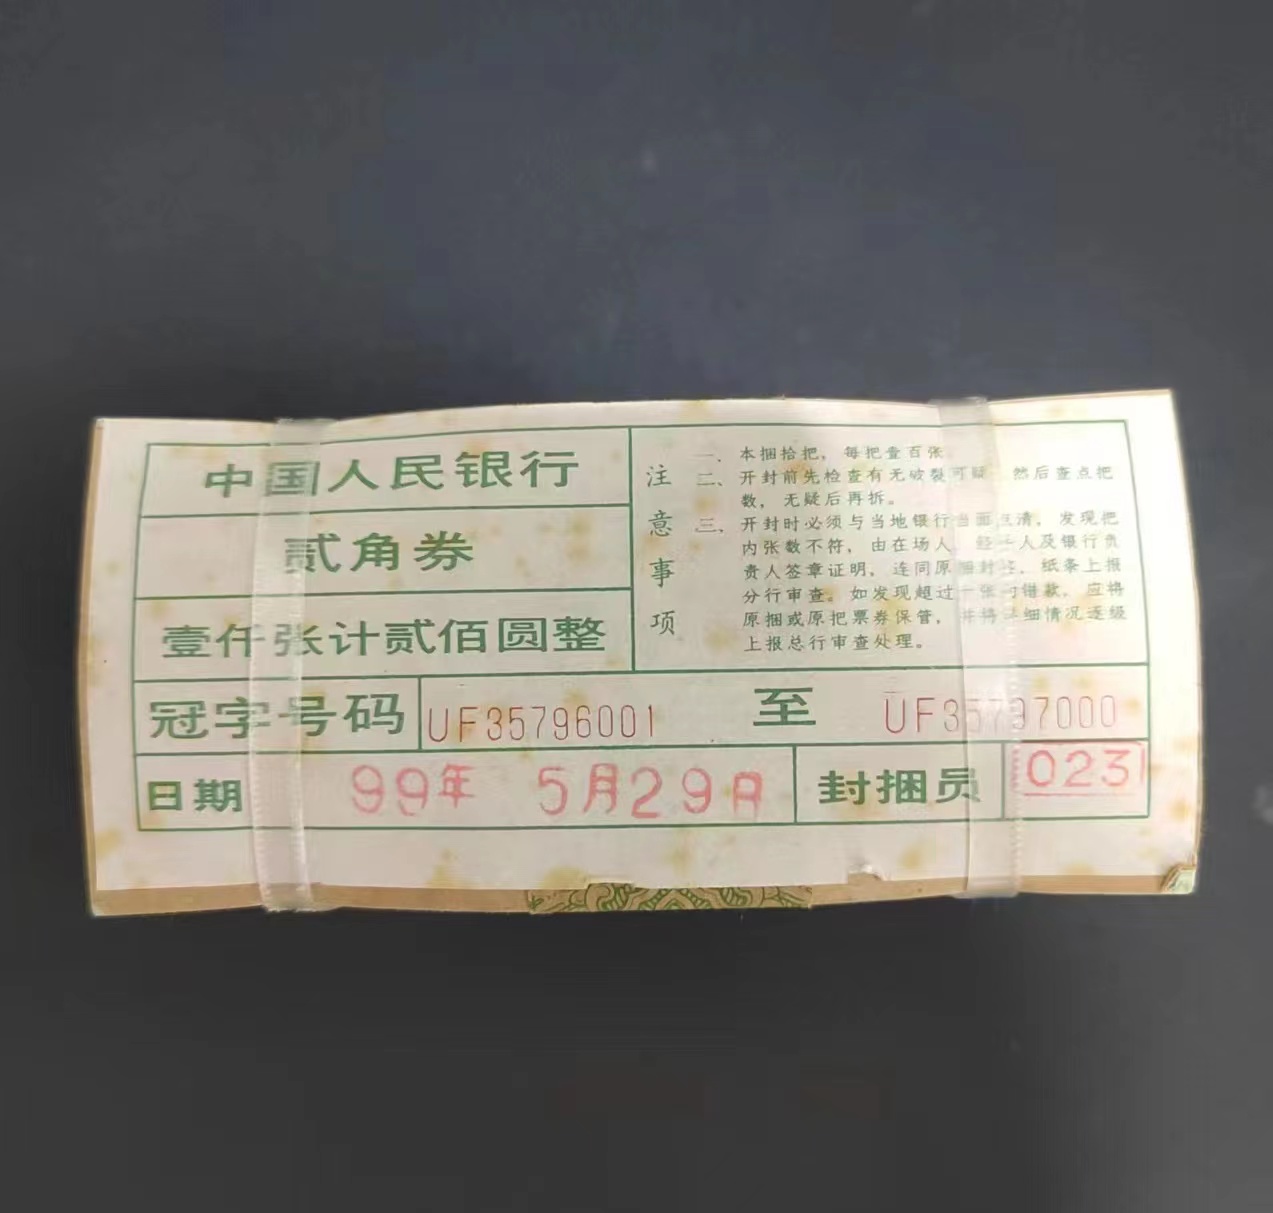 中国人民银行
贰角券
壹仟张计贰佰圆整
注意事项
一、本捆拾把，每把壹百张
二、开封前先检查有无破裂可疑 然后查点把
数，无疑后再拆。
三、开封时必须与当地银行当面点清，发现把
内张数不符，由在场人 经 人及银行负
责人签章证明，连同原捆封 、纸条上报
分行审查。如发现超过一张的错款，应将
原捆或原把票券保管，并将详细情况逐级
上报总行审查处理。
冠字号码 UF35796001 至 UF35797000
日期 99年 5月29日 封捆员 023